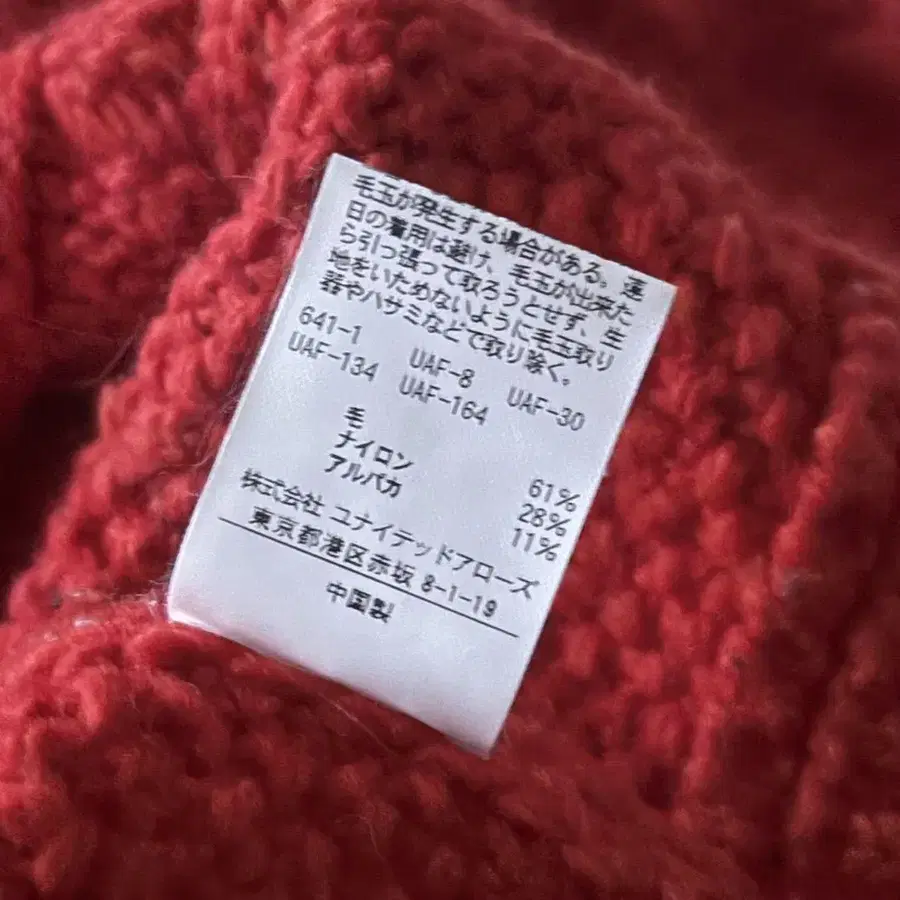 毛玉が発生する場合がある。連
日の着用は避け、毛玉が出来た
ら引っ張って取ろうとせず、生
地をいためないように毛玉取り
器やハサミなどで取り除く。
641-1 UAF-8 UAF-30
UAF-134 UAF-164
毛 61%
ナイロン 28%
アルパカ 11%
株式会社 ユナイテッドアローズ
東京都港区赤坂 8-1-19
中国製